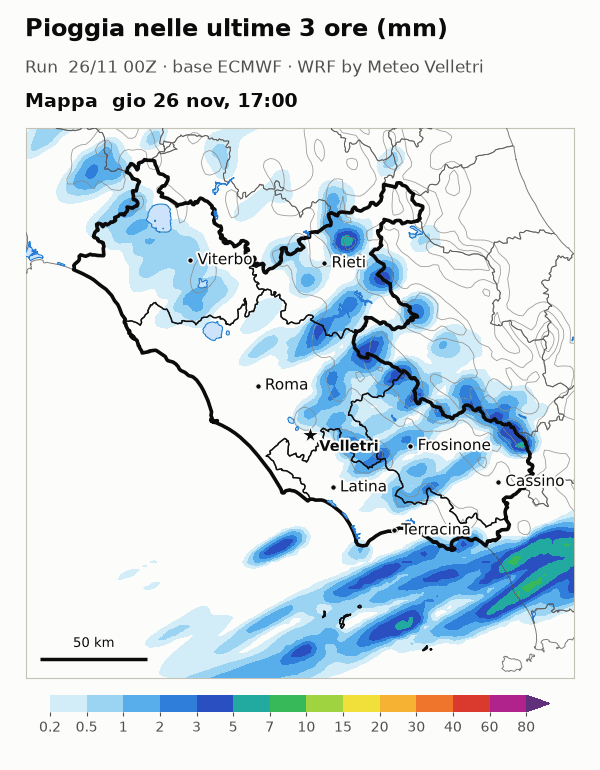 Pioggia nelle ultime 3 ore (mm)
Run  26/11 00Z · base ECMWF · WRF by Meteo Velletri
Mappa  gio 26 nov, 17:00
Viterbo
Rieti
Roma
Velletri
Frosinone
Latina
Cassino
Terracina
50 km
0.2 0.5 1 2 3 5 7 10 15 20 30 40 60 80